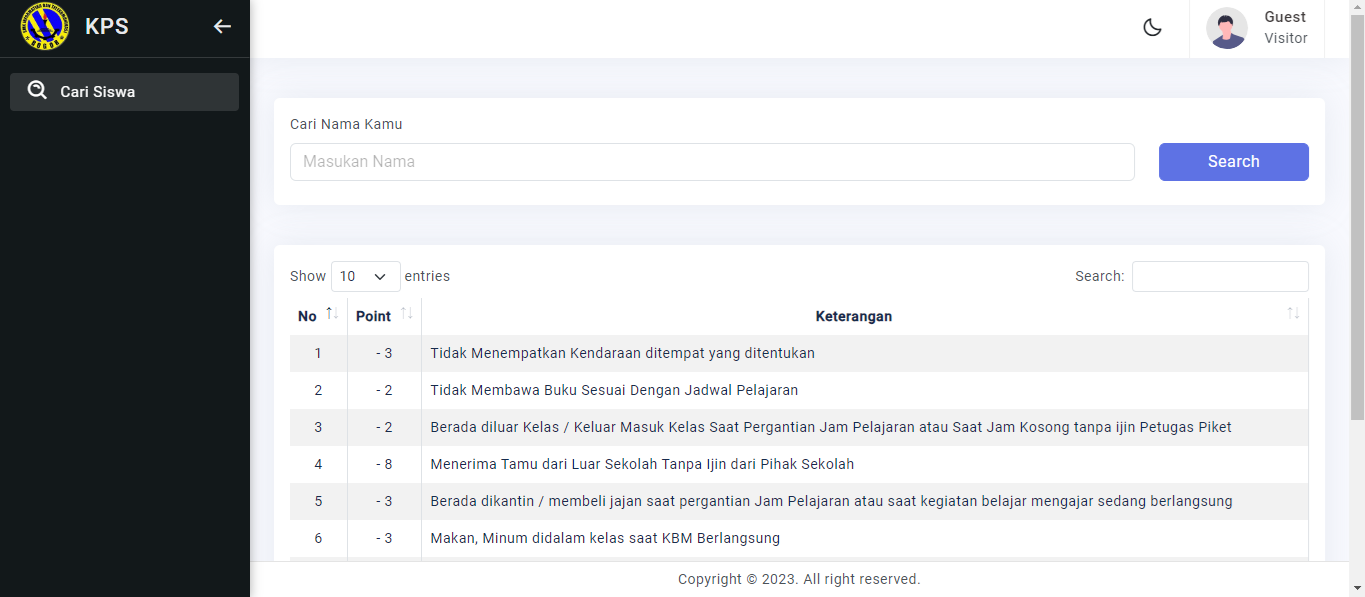 KPS
BOGOR
Cari Siswa
Guest
Visitor
Cari Nama Kamu
Masukan Nama
Search
Show 10 entries
Search:
No Point Keterangan
1 - 3 Tidak Menempatkan Kendaraan ditempat yang ditentukan
2 - 2 Tidak Membawa Buku Sesuai Dengan Jadwal Pelajaran
3 - 2 Berada diluar Kelas / Keluar Masuk Kelas Saat Pergantian Jam Pelajaran atau Saat Jam Kosong tanpa ijin Petugas Piket
4 - 8 Menerima Tamu dari Luar Sekolah Tanpa Ijin dari Pihak Sekolah
5 - 3 Berada dikantin / membeli jajan saat pergantian Jam Pelajaran atau saat kegiatan belajar mengajar sedang berlangsung
6 - 3 Makan, Minum didalam kelas saat KBM Berlangsung
Copyright © 2023. All right reserved.